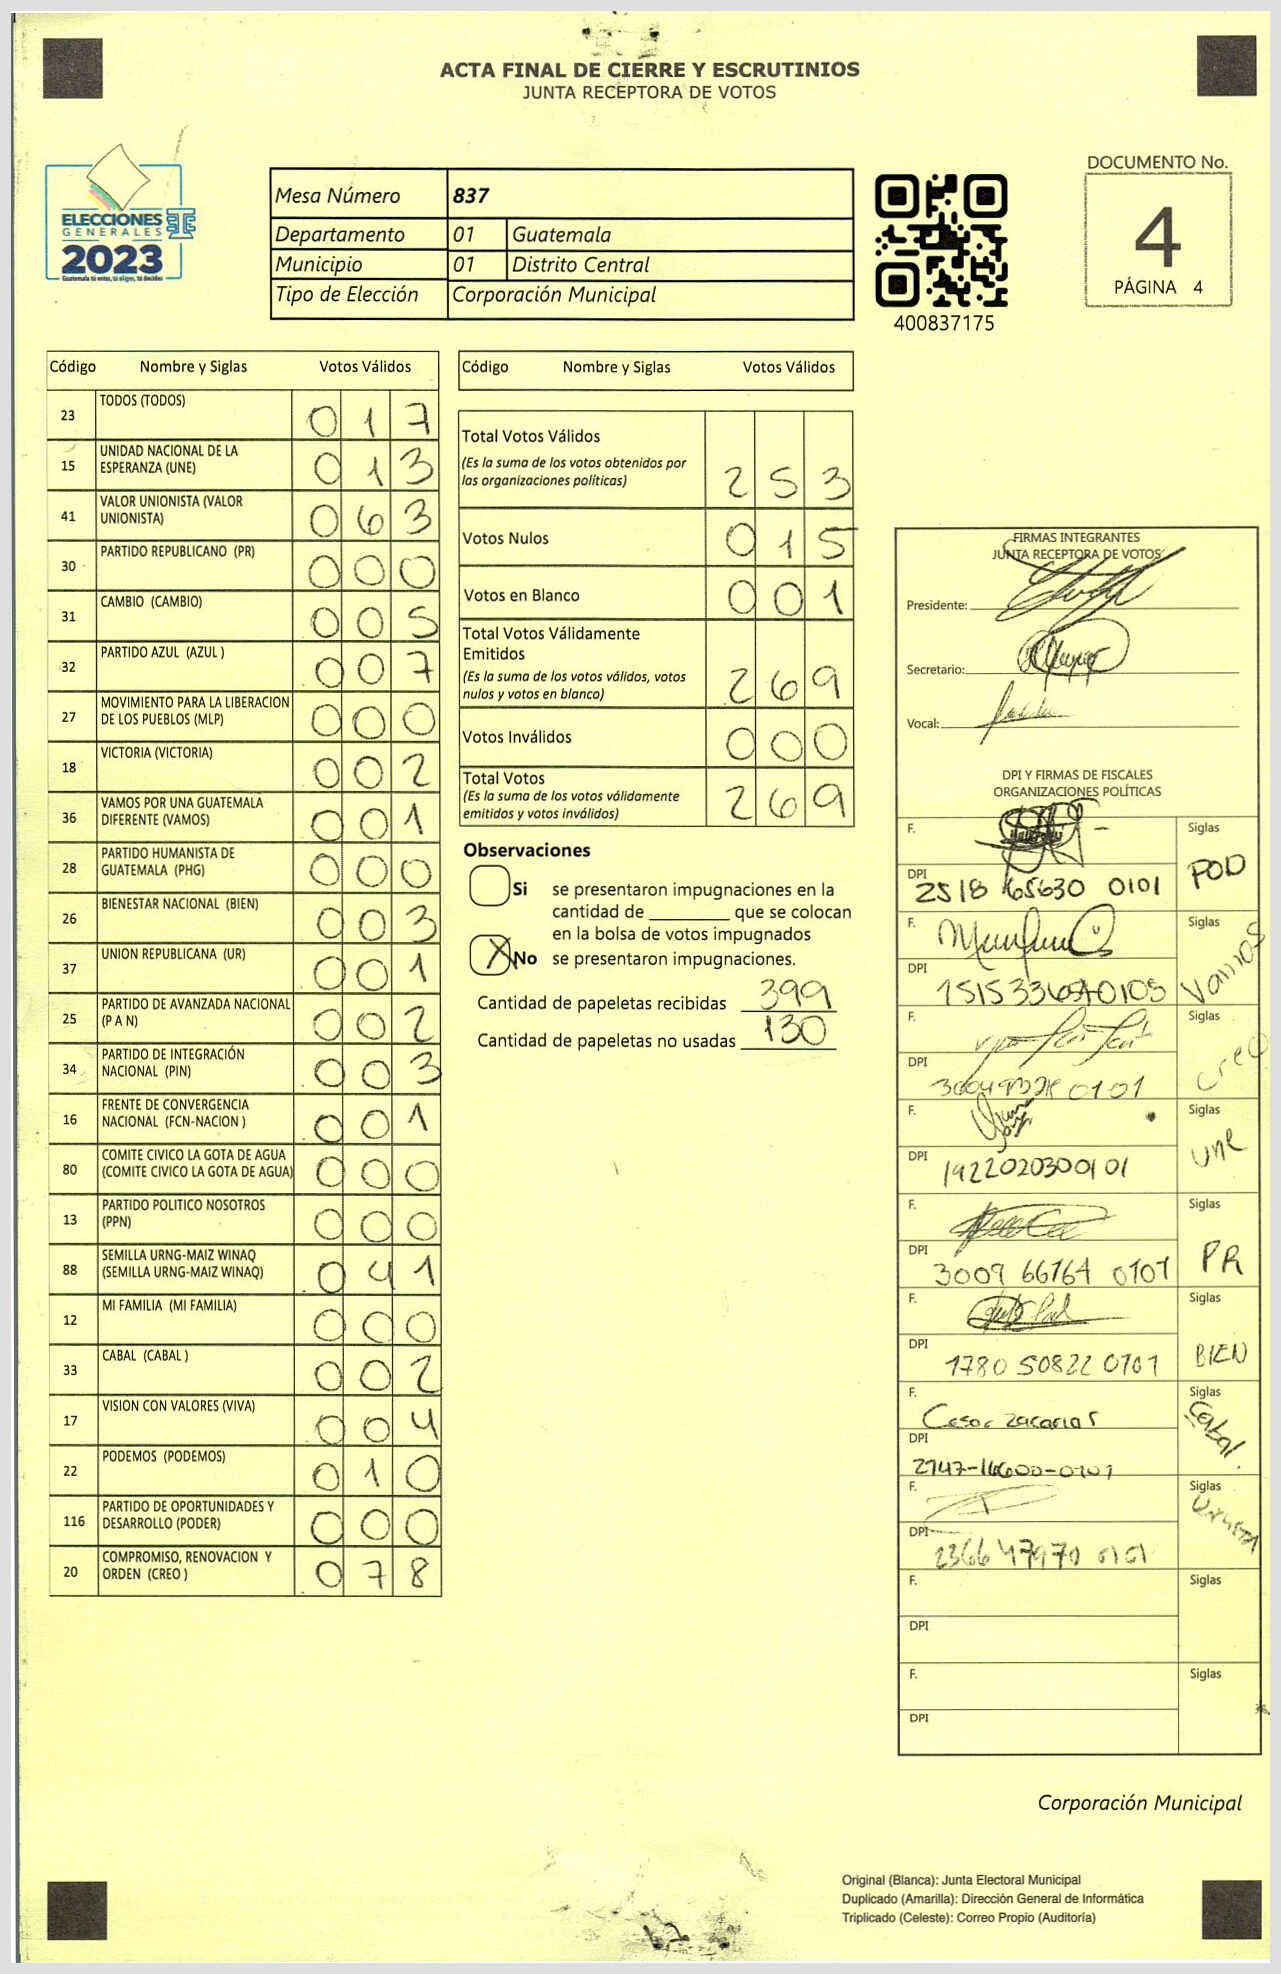 ACTA FINAL DE CIERRE Y ESCRUTINIOS
JUNTA RECEPTORA DE VOTOS
ELECCIONES
GENERALES
2023
Guatemala tú eres, tú eliges, tú decides
Mesa Número 837
Departamento 01 Guatemala
Municipio 01 Distrito Central
Tipo de Elección Corporación Municipal
400837175
DOCUMENTO No.
4
PÁGINA 4
Código Nombre y Siglas Votos Válidos
23 TODOS (TODOS) 0 1 7
15 UNIDAD NACIONAL DE LA
ESPERANZA (UNE) 0 1 3
41 VALOR UNIONISTA (VALOR
UNIONISTA) 0 6 3
30 PARTIDO REPUBLICANO (PR) 0 0 0
31 CAMBIO (CAMBIO) 0 0 5
32 PARTIDO AZUL (AZUL ) 0 0 7
27 MOVIMIENTO PARA LA LIBERACION
DE LOS PUEBLOS (MLP) 0 0 0
18 VICTORIA (VICTORIA) 0 0 2
36 VAMOS POR UNA GUATEMALA
DIFERENTE (VAMOS) 0 0 1
28 PARTIDO HUMANISTA DE
GUATEMALA (PHG) 0 0 0
26 BIENESTAR NACIONAL (BIEN) 0 0 3
37 UNION REPUBLICANA (UR) 0 0 1
25 PARTIDO DE AVANZADA NACIONAL
(P A N) 0 0 2
34 PARTIDO DE INTEGRACIÓN
NACIONAL (PIN) 0 0 3
16 FRENTE DE CONVERGENCIA
NACIONAL (FCN-NACION ) 0 0 1
80 COMITE CIVICO LA GOTA DE AGUA
(COMITE CIVICO LA GOTA DE AGUA) 0 0 0
13 PARTIDO POLITICO NOSOTROS
(PPN) 0 0 0
88 SEMILLA URNG-MAIZ WINAQ
(SEMILLA URNG-MAIZ WINAQ) 0 4 1
12 MI FAMILIA (MI FAMILIA) 0 0 0
33 CABAL (CABAL ) 0 0 2
17 VISION CON VALORES (VIVA) 0 0 4
22 PODEMOS (PODEMOS) 0 1 0
116 PARTIDO DE OPORTUNIDADES Y
DESARROLLO (PODER) 0 0 0
20 COMPROMISO, RENOVACION Y
ORDEN (CREO ) 0 7 8
Código Nombre y Siglas Votos Válidos
Total Votos Válidos
(Es la suma de los votos obtenidos por
las organizaciones políticas) 2 5 3
Votos Nulos 0 1 5
Votos en Blanco 0 0 1
Total Votos Válidamente
Emitidos
(Es la suma de los votos válidos, votos
nulos y votos en blanco) 2 6 9
Votos Inválidos 0 0 0
Total Votos
(Es la suma de los votos válidamente
emitidos y votos inválidos) 2 6 9
Observaciones
Si se presentaron impugnaciones en la
cantidad de ________ que se colocan
en la bolsa de votos impugnados
X No se presentaron impugnaciones.
Cantidad de papeletas recibidas 399
Cantidad de papeletas no usadas 130
FIRMAS INTEGRANTES
JUNTA RECEPTORA DE VOTOS
Presidente:
Secretario:
Vocal:
DPI Y FIRMAS DE FISCALES
ORGANIZACIONES POLÍTICAS
F. Siglas
POD
DPI 2518 65630 0101
F. Siglas
Vamos
DPI
F. Siglas
creo
DPI
F. Siglas
une
DPI 1922020300101
F. Siglas
PR
DPI 3009 66764 0101
F. Siglas
BIEN
DPI 1780 50822 0101
F. Cesar Zacarias Siglas
Cabal.
DPI 2747-16600-0101
F. Siglas
DPI 2366 47970 0101
F. Siglas
DPI
F. Siglas
DPI
Corporación Municipal
Original (Blanca): Junta Electoral Municipal
Duplicado (Amarilla): Dirección General de Informática
Triplicado (Celeste): Correo Propio (Auditoría)